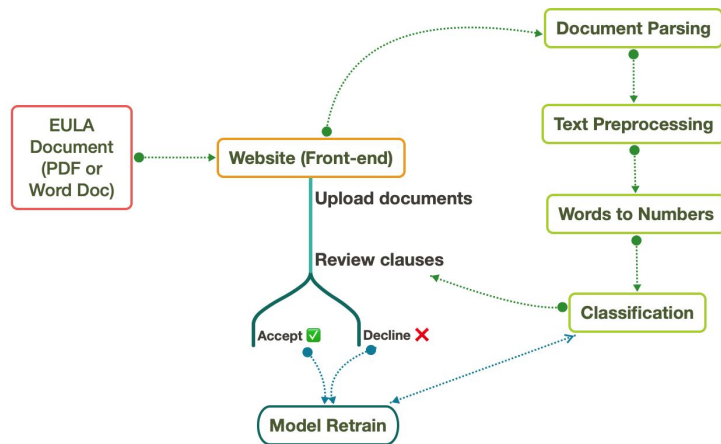 Document Parsing
EULA
Document
(PDF or
Word Doc)
Website (Front-end)
Text Preprocessing
Upload documents
Words to Numbers
Review clauses
Classification
Accept ✅
Decline ❌
Model Retrain